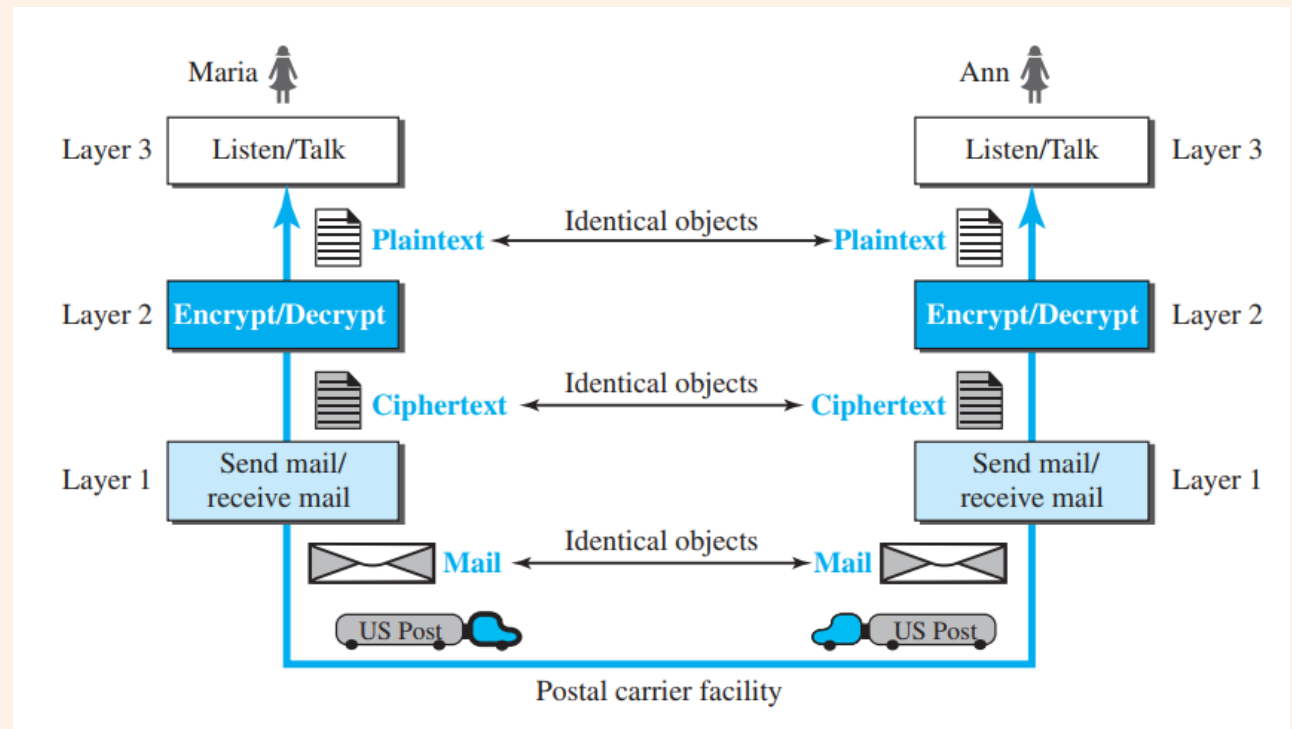 Maria
Ann
Layer 3
Listen/Talk
Listen/Talk
Layer 3
Identical objects
Plaintext
Plaintext
Layer 2
Encrypt/Decrypt
Encrypt/Decrypt
Layer 2
Identical objects
Ciphertext
Ciphertext
Layer 1
Send mail/
receive mail
Send mail/
receive mail
Layer 1
Identical objects
Mail
Mail
US Post
US Post
Postal carrier facility